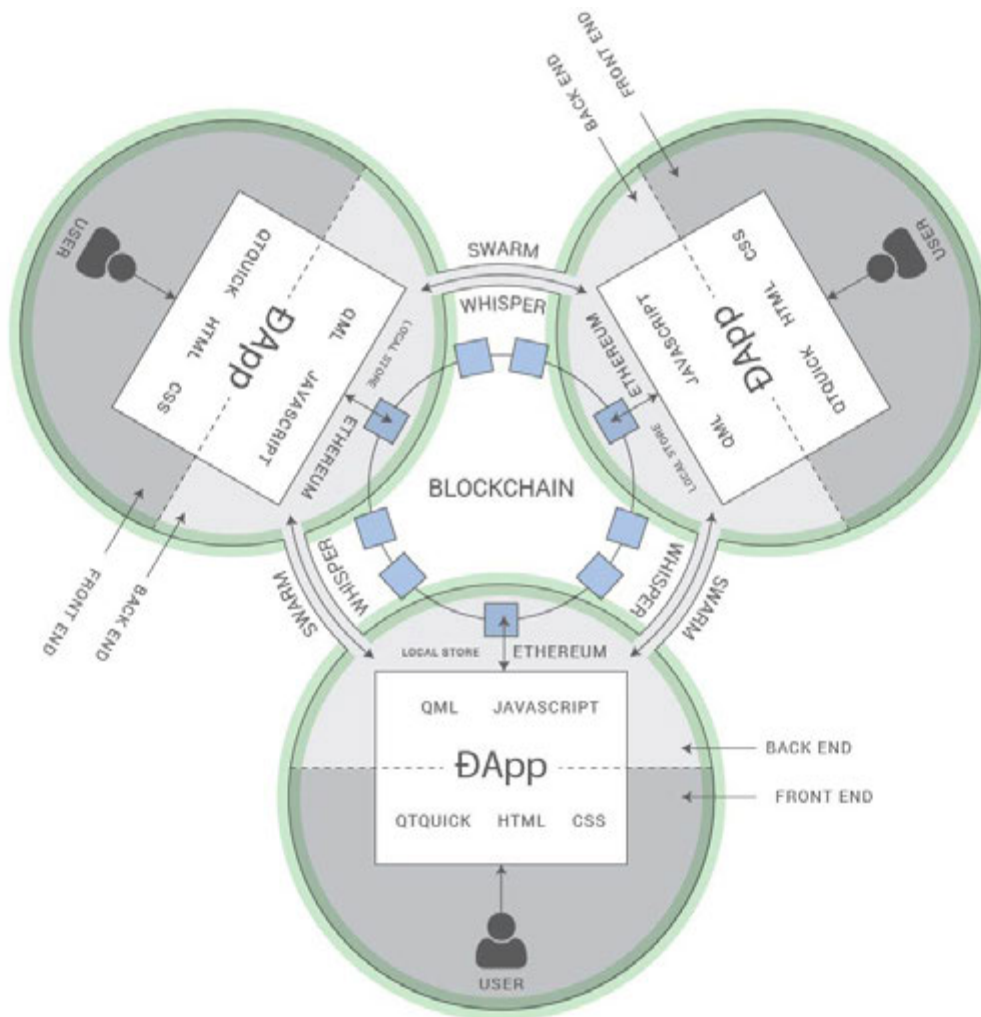 FRONT END
BACK END
USER
QTQUICK
HTML
CSS
ĐApp
QML
JAVASCRIPT
LOCAL STORE
ETHEREUM
FRONT END
BACK END
SWARM
WHISPER
USER
CSS
HTML
QTQUICK
ĐApp
JAVASCRIPT
QML
ETHEREUM
LOCAL STORE
BLOCKCHAIN
WHISPER
SWARM
WHISPER
SWARM
LOCAL STORE ETHEREUM
QML JAVASCRIPT
ĐApp
QTQUICK HTML CSS
BACK END
FRONT END
USER